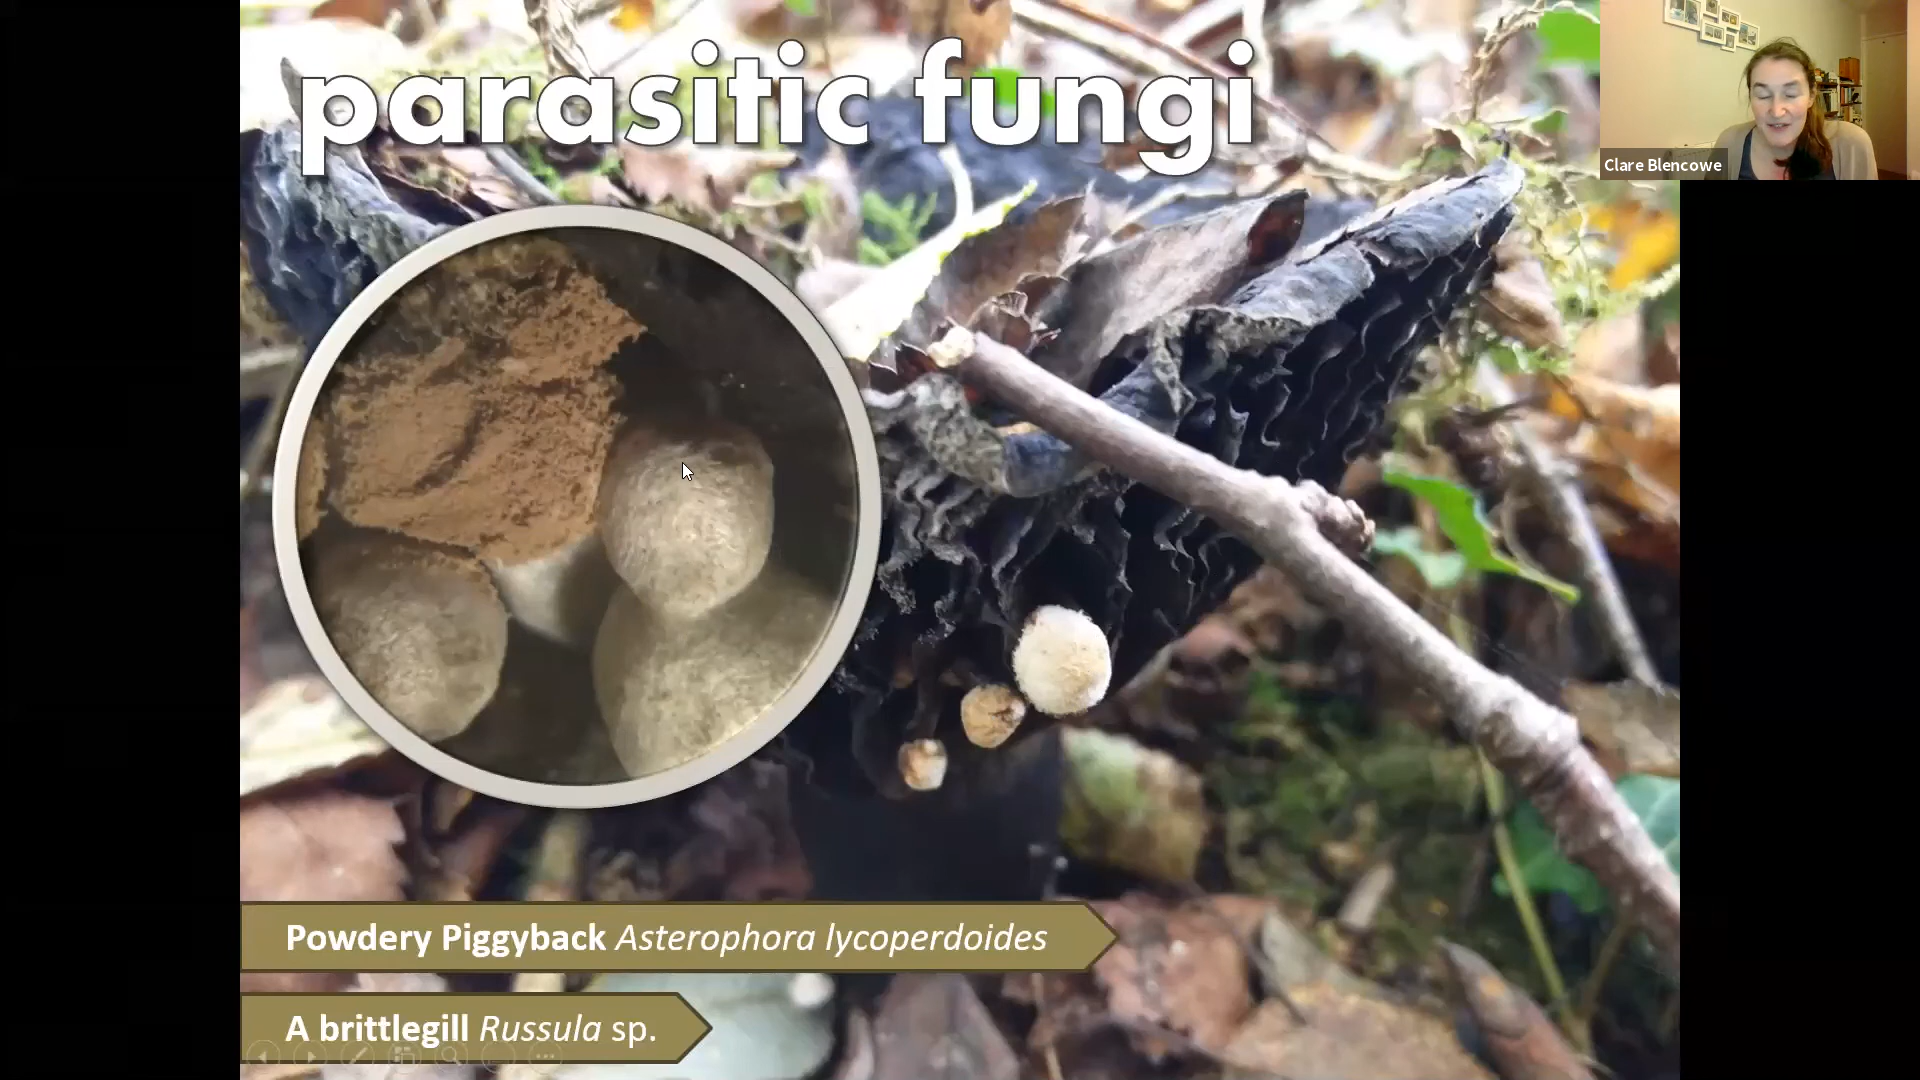 parasitic fungi
Clare Blencowe
Powdery Piggyback Asterophora lycoperdoides
A brittlegill Russula sp.